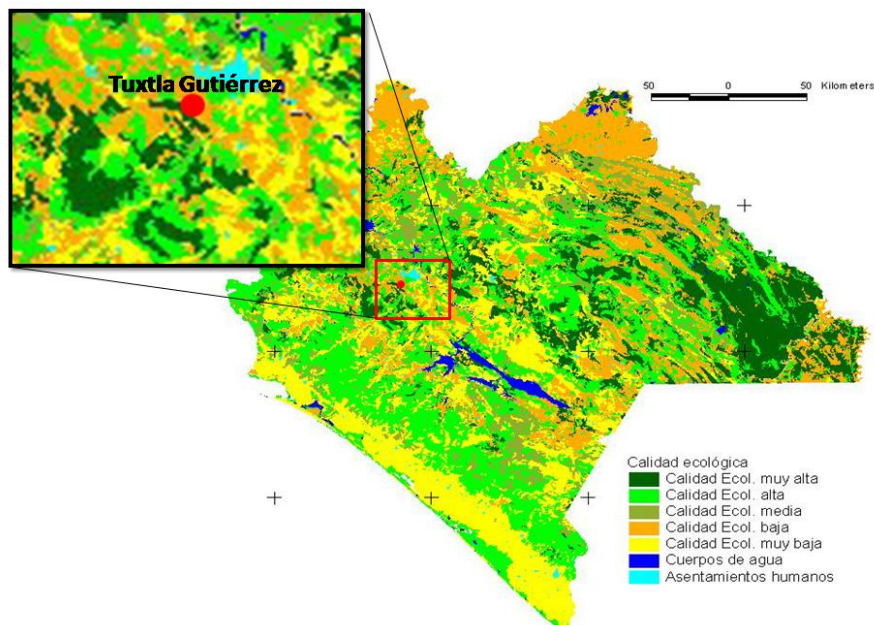 Tuxtla Gutiérrez
50 0 50 Kilometers
Calidad ecológica
Calidad Ecol. muy alta
Calidad Ecol. alta
Calidad Ecol. media
Calidad Ecol. baja
Calidad Ecol. muy baja
Cuerpos de agua
Asentamientos humanos